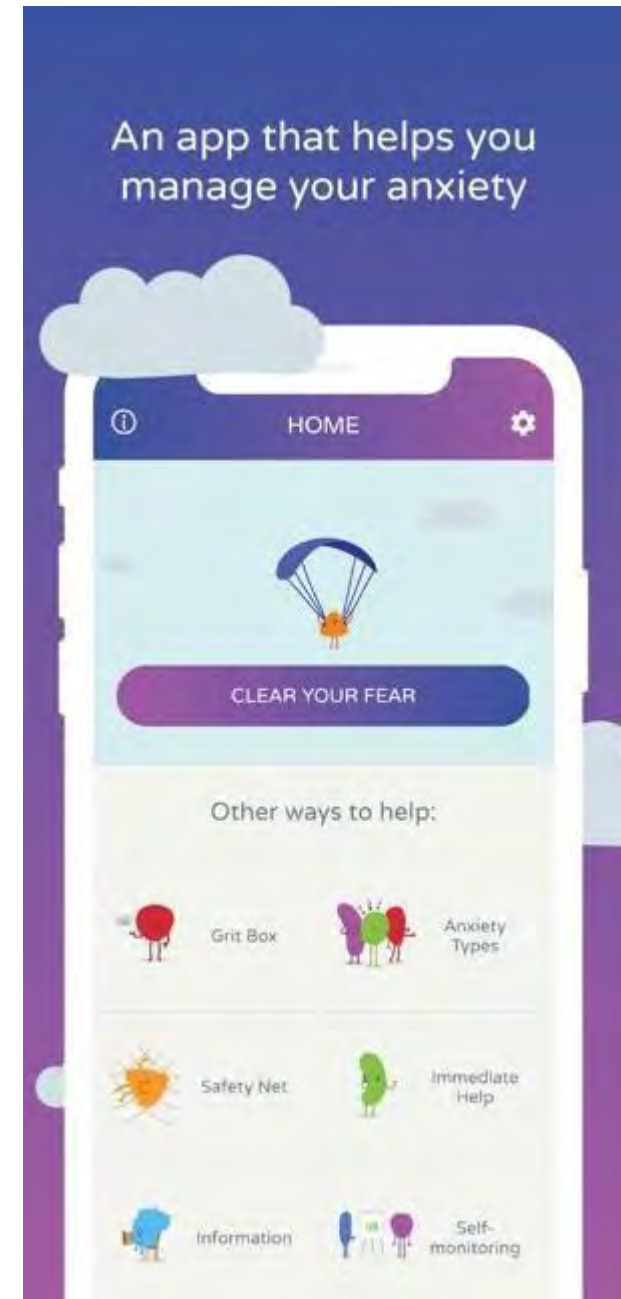 An app that helps you
manage your anxiety
HOME
CLEAR YOUR FEAR
Other ways to help:
Grit Box
Anxiety
Types
Safety Net
Immediate
Help
Information
Self-
monitoring